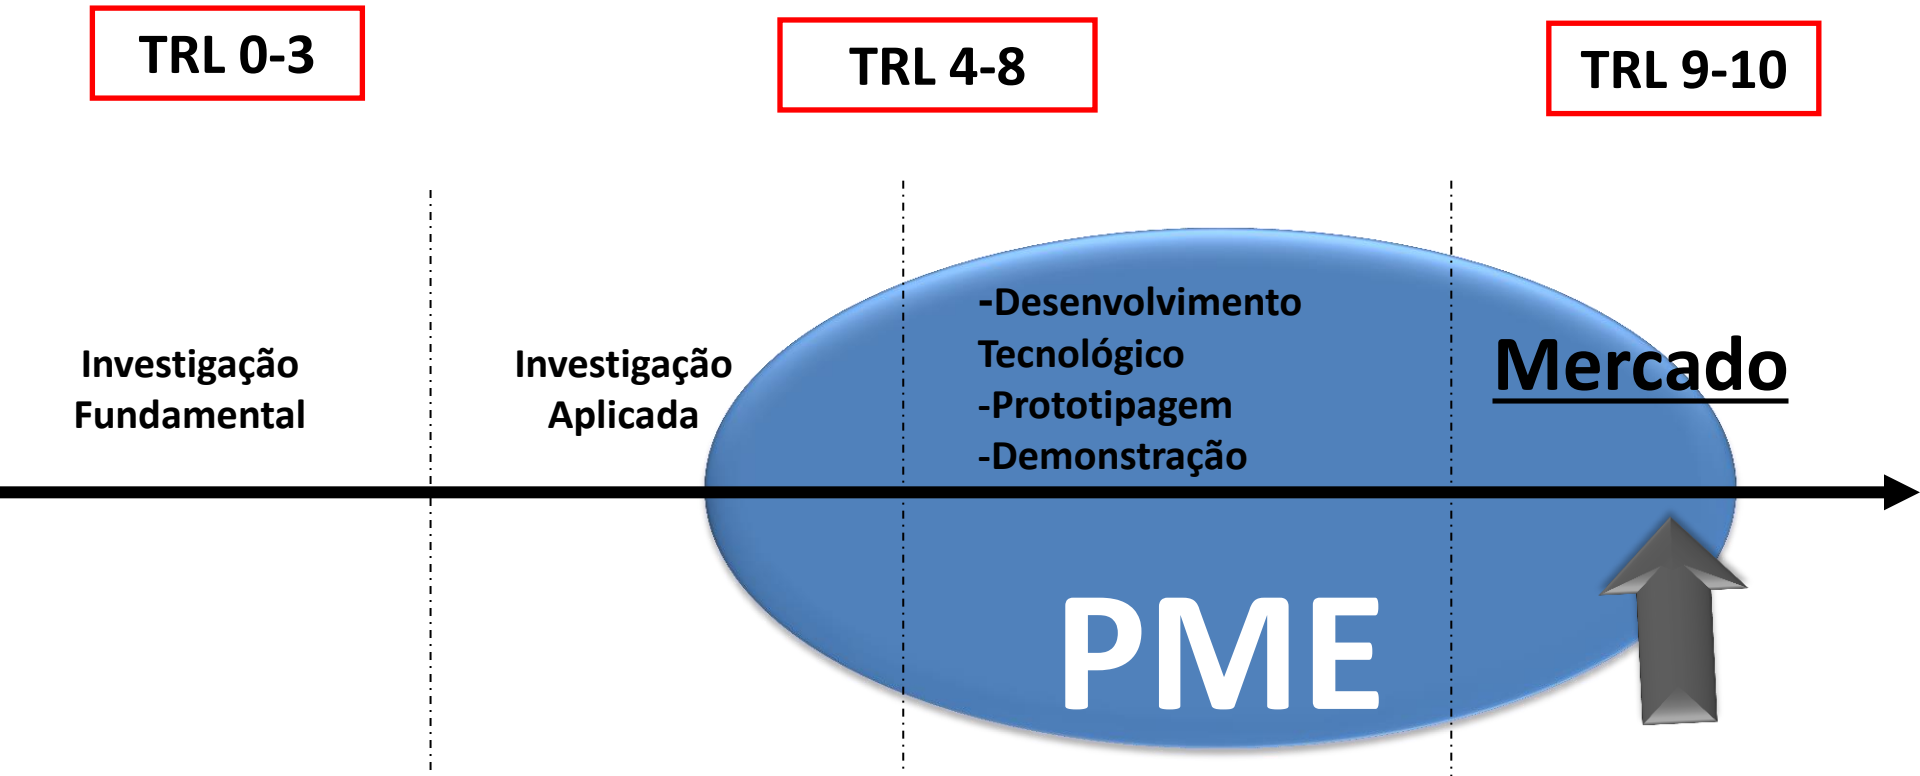 TRL 0-3
TRL 4-8
TRL 9-10
Investigação
Fundamental
Investigação
Aplicada
-Desenvolvimento
Tecnológico
-Prototipagem
-Demonstração
Mercado
PME